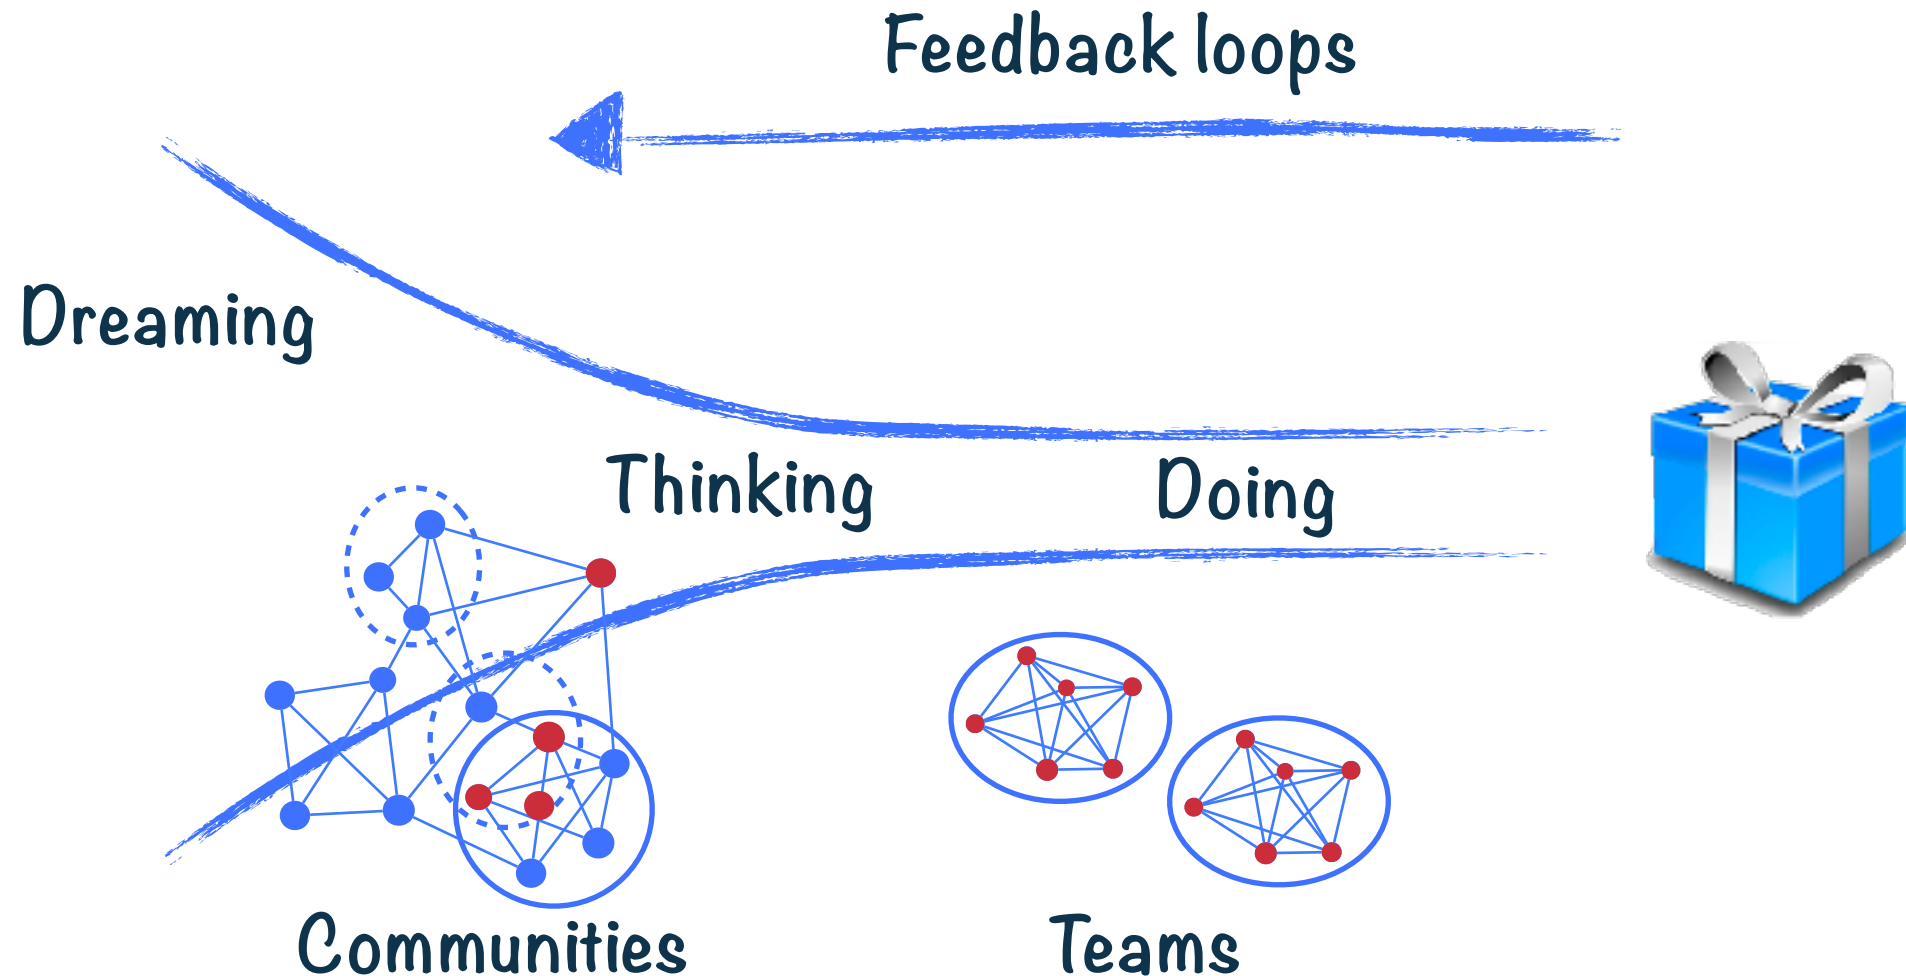 Feedback loops
Dreaming
Thinking
Doing
Communities
Teams